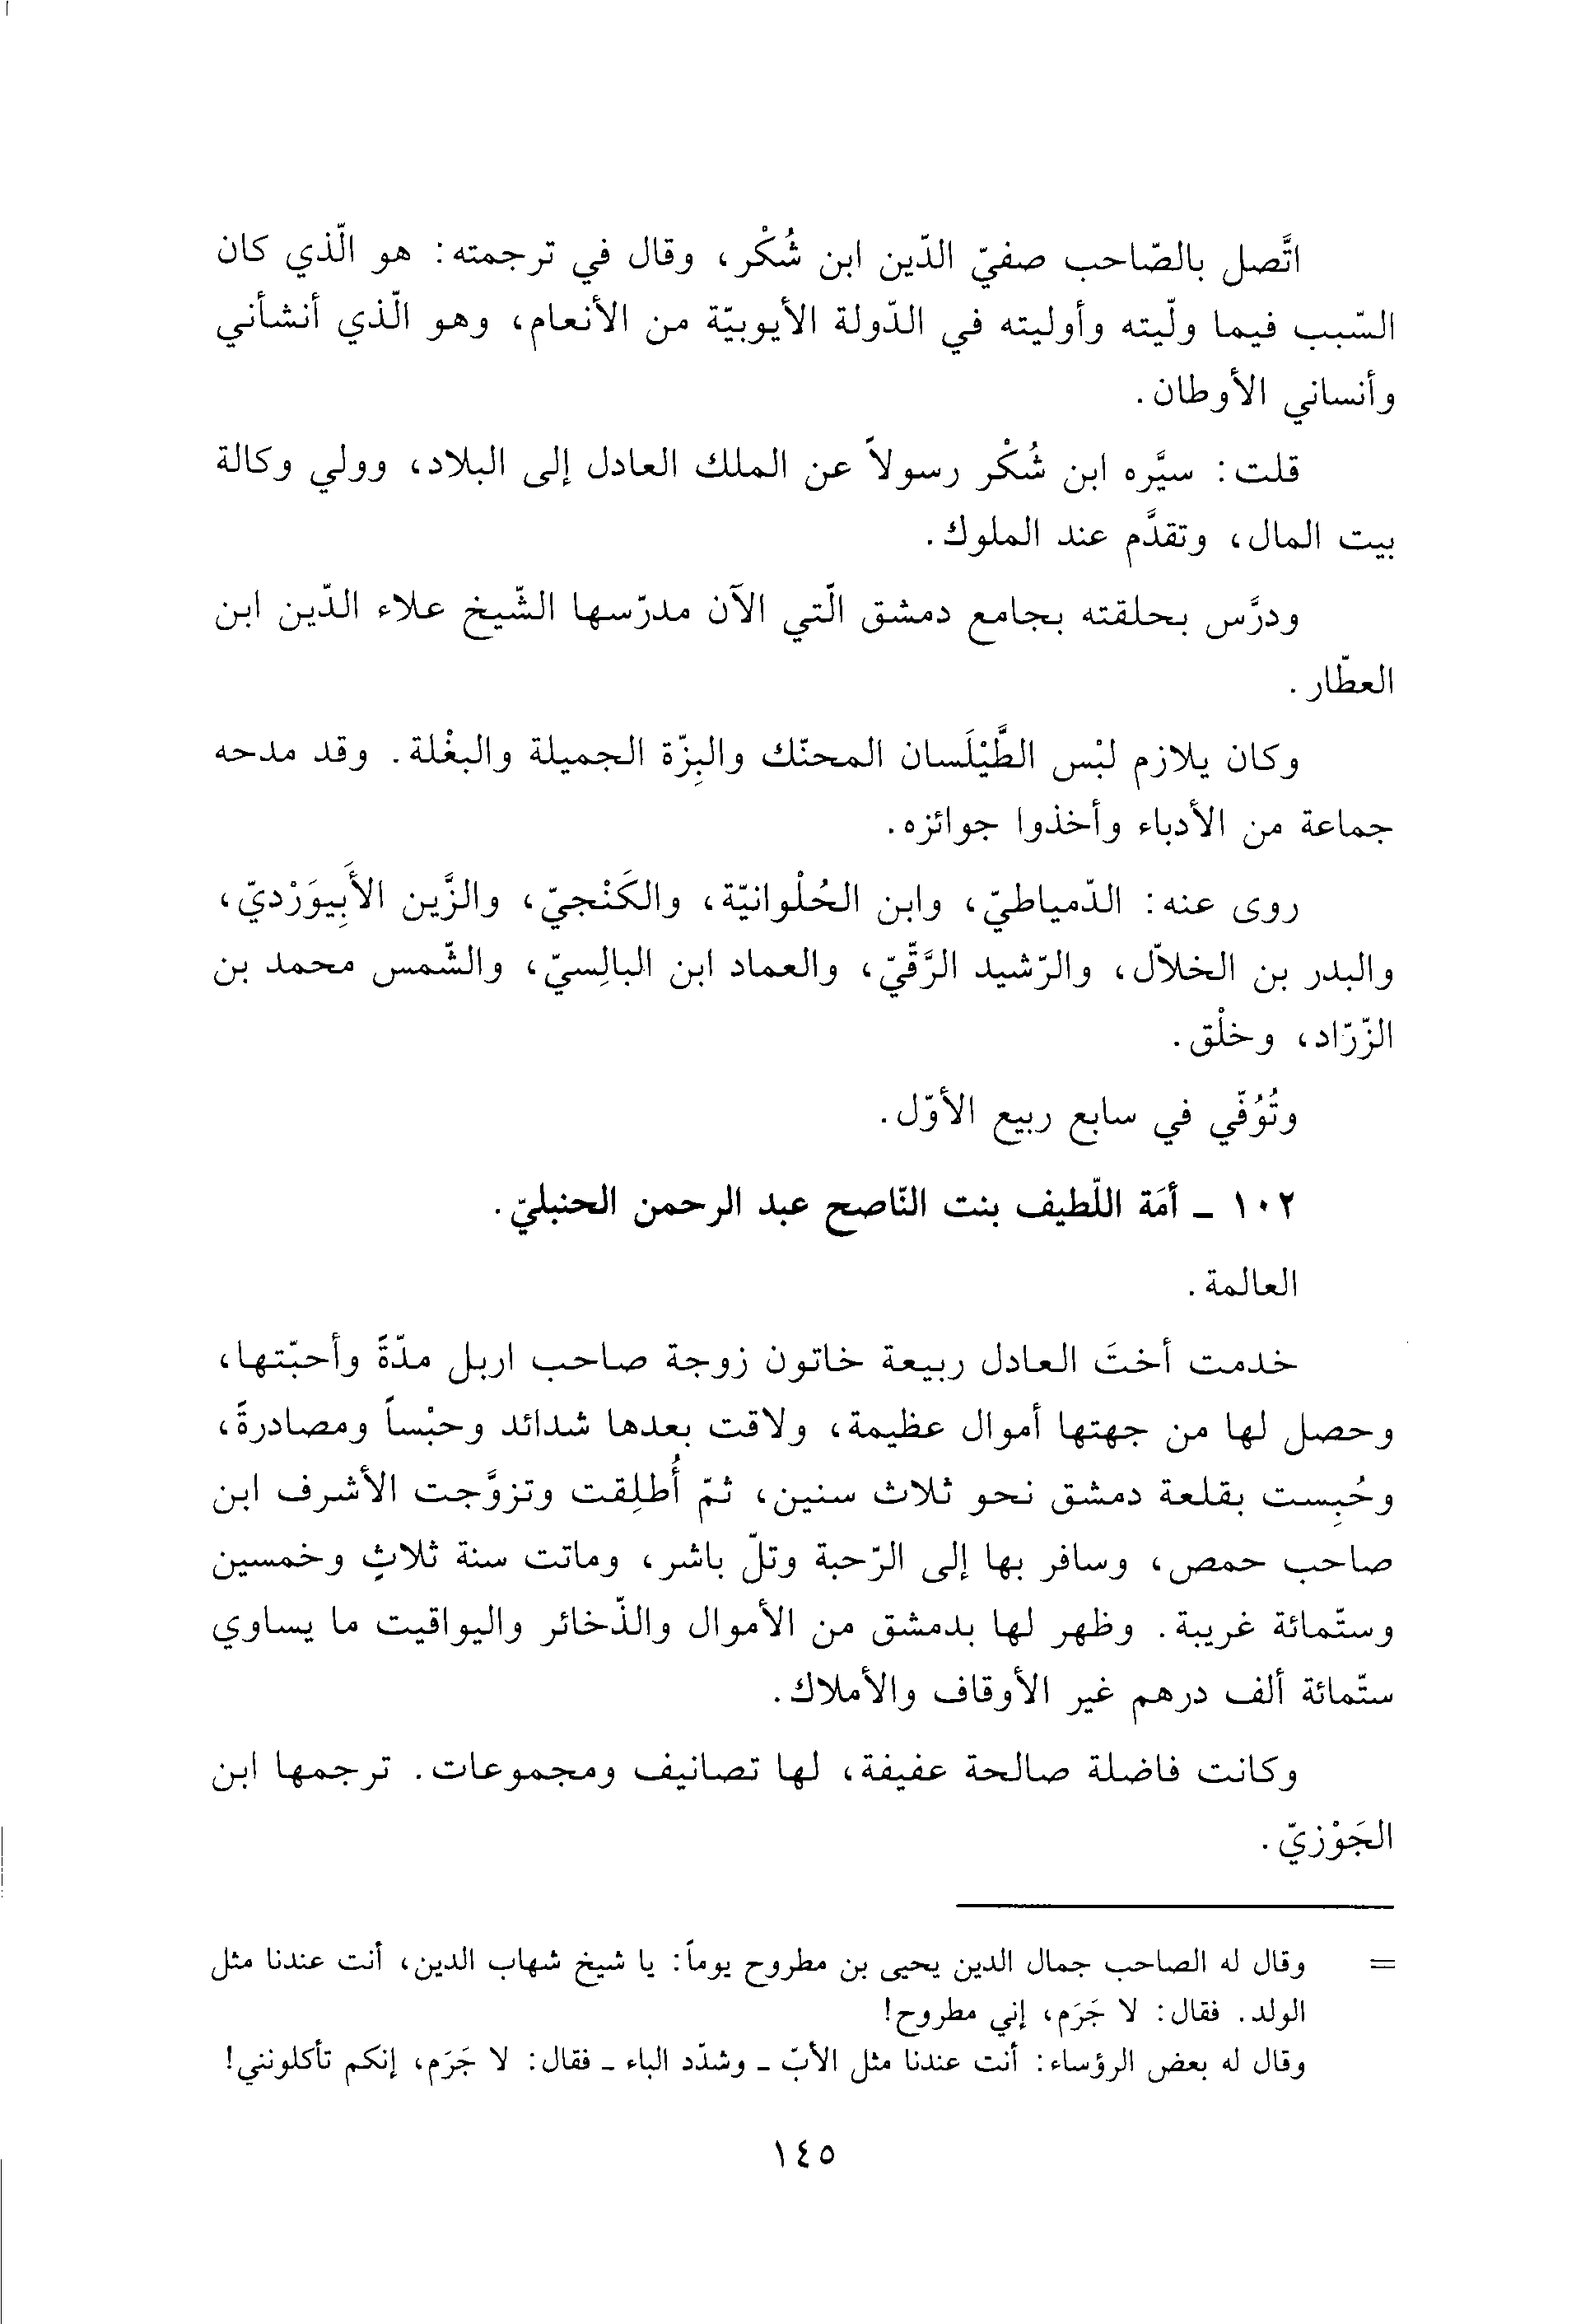 اتَّصل بالصّاحب صفيّ الدّين ابن شُكْر، وقال في ترجمته: هو الّذي كان
السّبب فيما ولّيته وأوليته في الدّولة الأيوبيّة من الأنعام، وهو الّذي أنشأني
وأنساني الأوطان.
قلت: سيَّره ابن شُكْر رسولاً عن الملك العادل إلى البلاد، وولي وكالة
بيت المال، وتقدَّم عند الملوك.
ودرَّس بحلقته بجامع دمشق الّتي الآن مدرّسها الشّيخ علاء الدّين ابن
العطّار.
وكان يلازم لبْس الطَّيْلَسان المحنّك والبِزّة الجميلة والبغْلة. وقد مدحه
جماعة من الأدباء وأخذوا جوائزه.
روى عنه: الدّمياطيّ، وابن الحُلْوانيّة، والكَنْجيّ، والزَّين الأَبِيوَرْديّ،
والبدر بن الخلاّل، والرّشيد الرَّقّيّ، والعماد ابن البالِسيّ، والشّمس محمد بن
الزّرّاد، وخلْق.
وتُوُفّي في سابع ربيع الأوّل.
١٠٢ - أمَة اللّطيف بنت النّاصح عبد الرحمن الحنبليّ.
العالمة.
خدمت أختَ العادل ربيعة خاتون زوجة صاحب اربل مدّةً وأحبّتها،
وحصل لها من جهتها أموال عظيمة، ولاقت بعدها شدائد وحبْساً ومصادرةً،
وحُبِست بقلعة دمشق نحو ثلاث سنين، ثمّ أُطلِقت وتزوَّجت الأشرف ابن
صاحب حمص، وسافر بها إلى الرّحبة وتلّ باشر، وماتت سنة ثلاثٍ وخمسين
وستّمائة غريبة. وظهر لها بدمشق من الأموال والذّخائر واليواقيت ما يساوي
ستّمائة ألف درهم غير الأوقاف والأملاك.
وكانت فاضلة صالحة عفيفة، لها تصانيف ومجموعات. ترجمها ابن
الجَوْزيّ.
= وقال له الصاحب جمال الدين يحيى بن مطروح يوماً: يا شيخ شهاب الدين، أنت عندنا مثل
الولد. فقال: لا جَرَم، إني مطروح!
وقال له بعض الرؤساء: أنت عندنا مثل الأبّ - وشدّد الباء - فقال: لا جَرَم، إنكم تأكلونني!
١٤٥